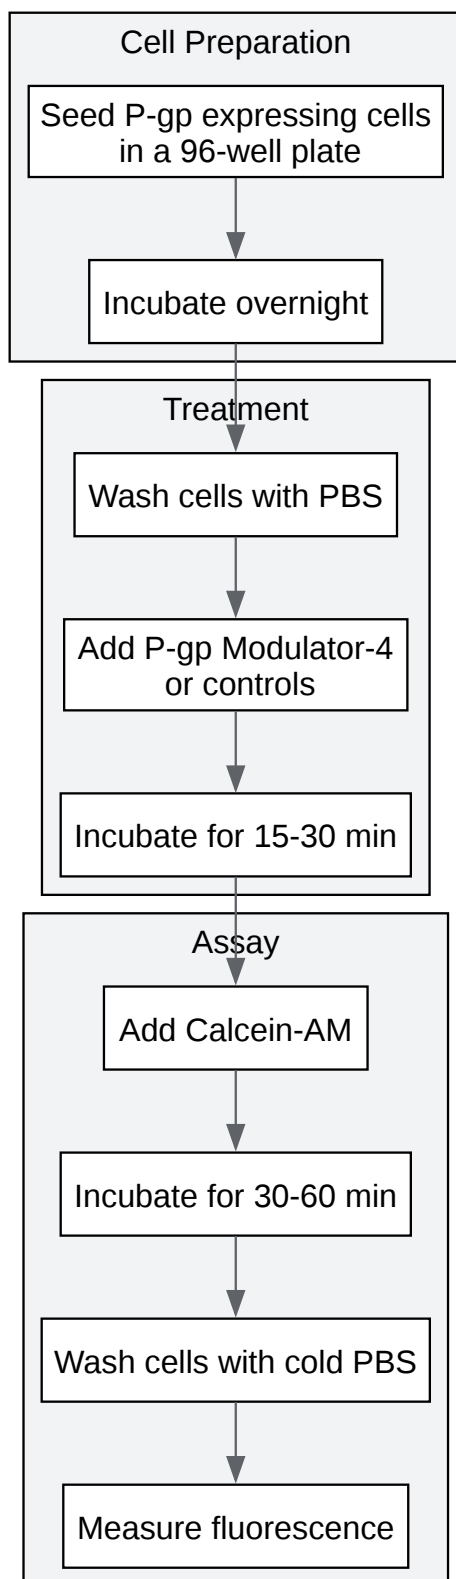 Cell Preparation
Seed P-gp expressing cells
in a 96-well plate
Incubate overnight
Treatment
Wash cells with PBS
Add P-gp Modulator-4
or controls
Incubate for 15-30 min
Assay
Add Calcein-AM
Incubate for 30-60 min
Wash cells with cold PBS
Measure fluorescence